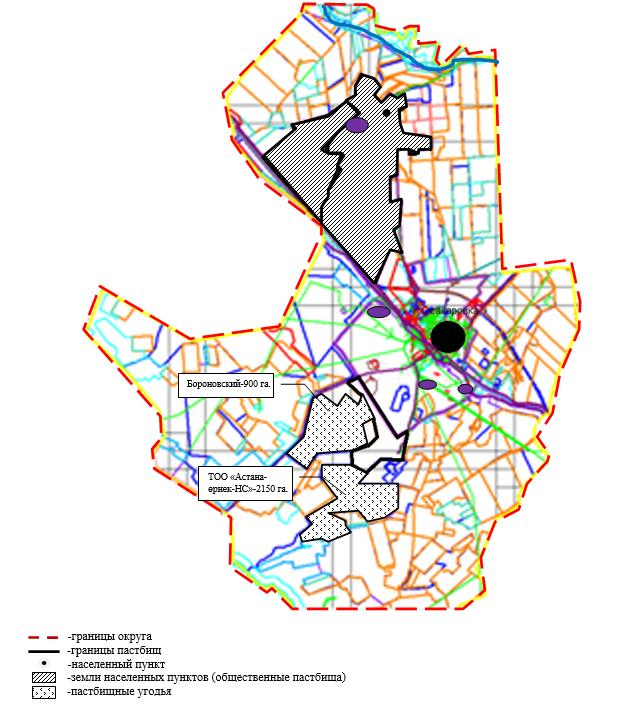 п.Осакаровка
Бороновский-900 га.
ТОО «Астана-
өрнек-НС»-2150 га.
-границы округа
-границы пастбищ
-населенный пункт
-земли населенных пунктов (общественные пастбища)
-пастбищные угодья